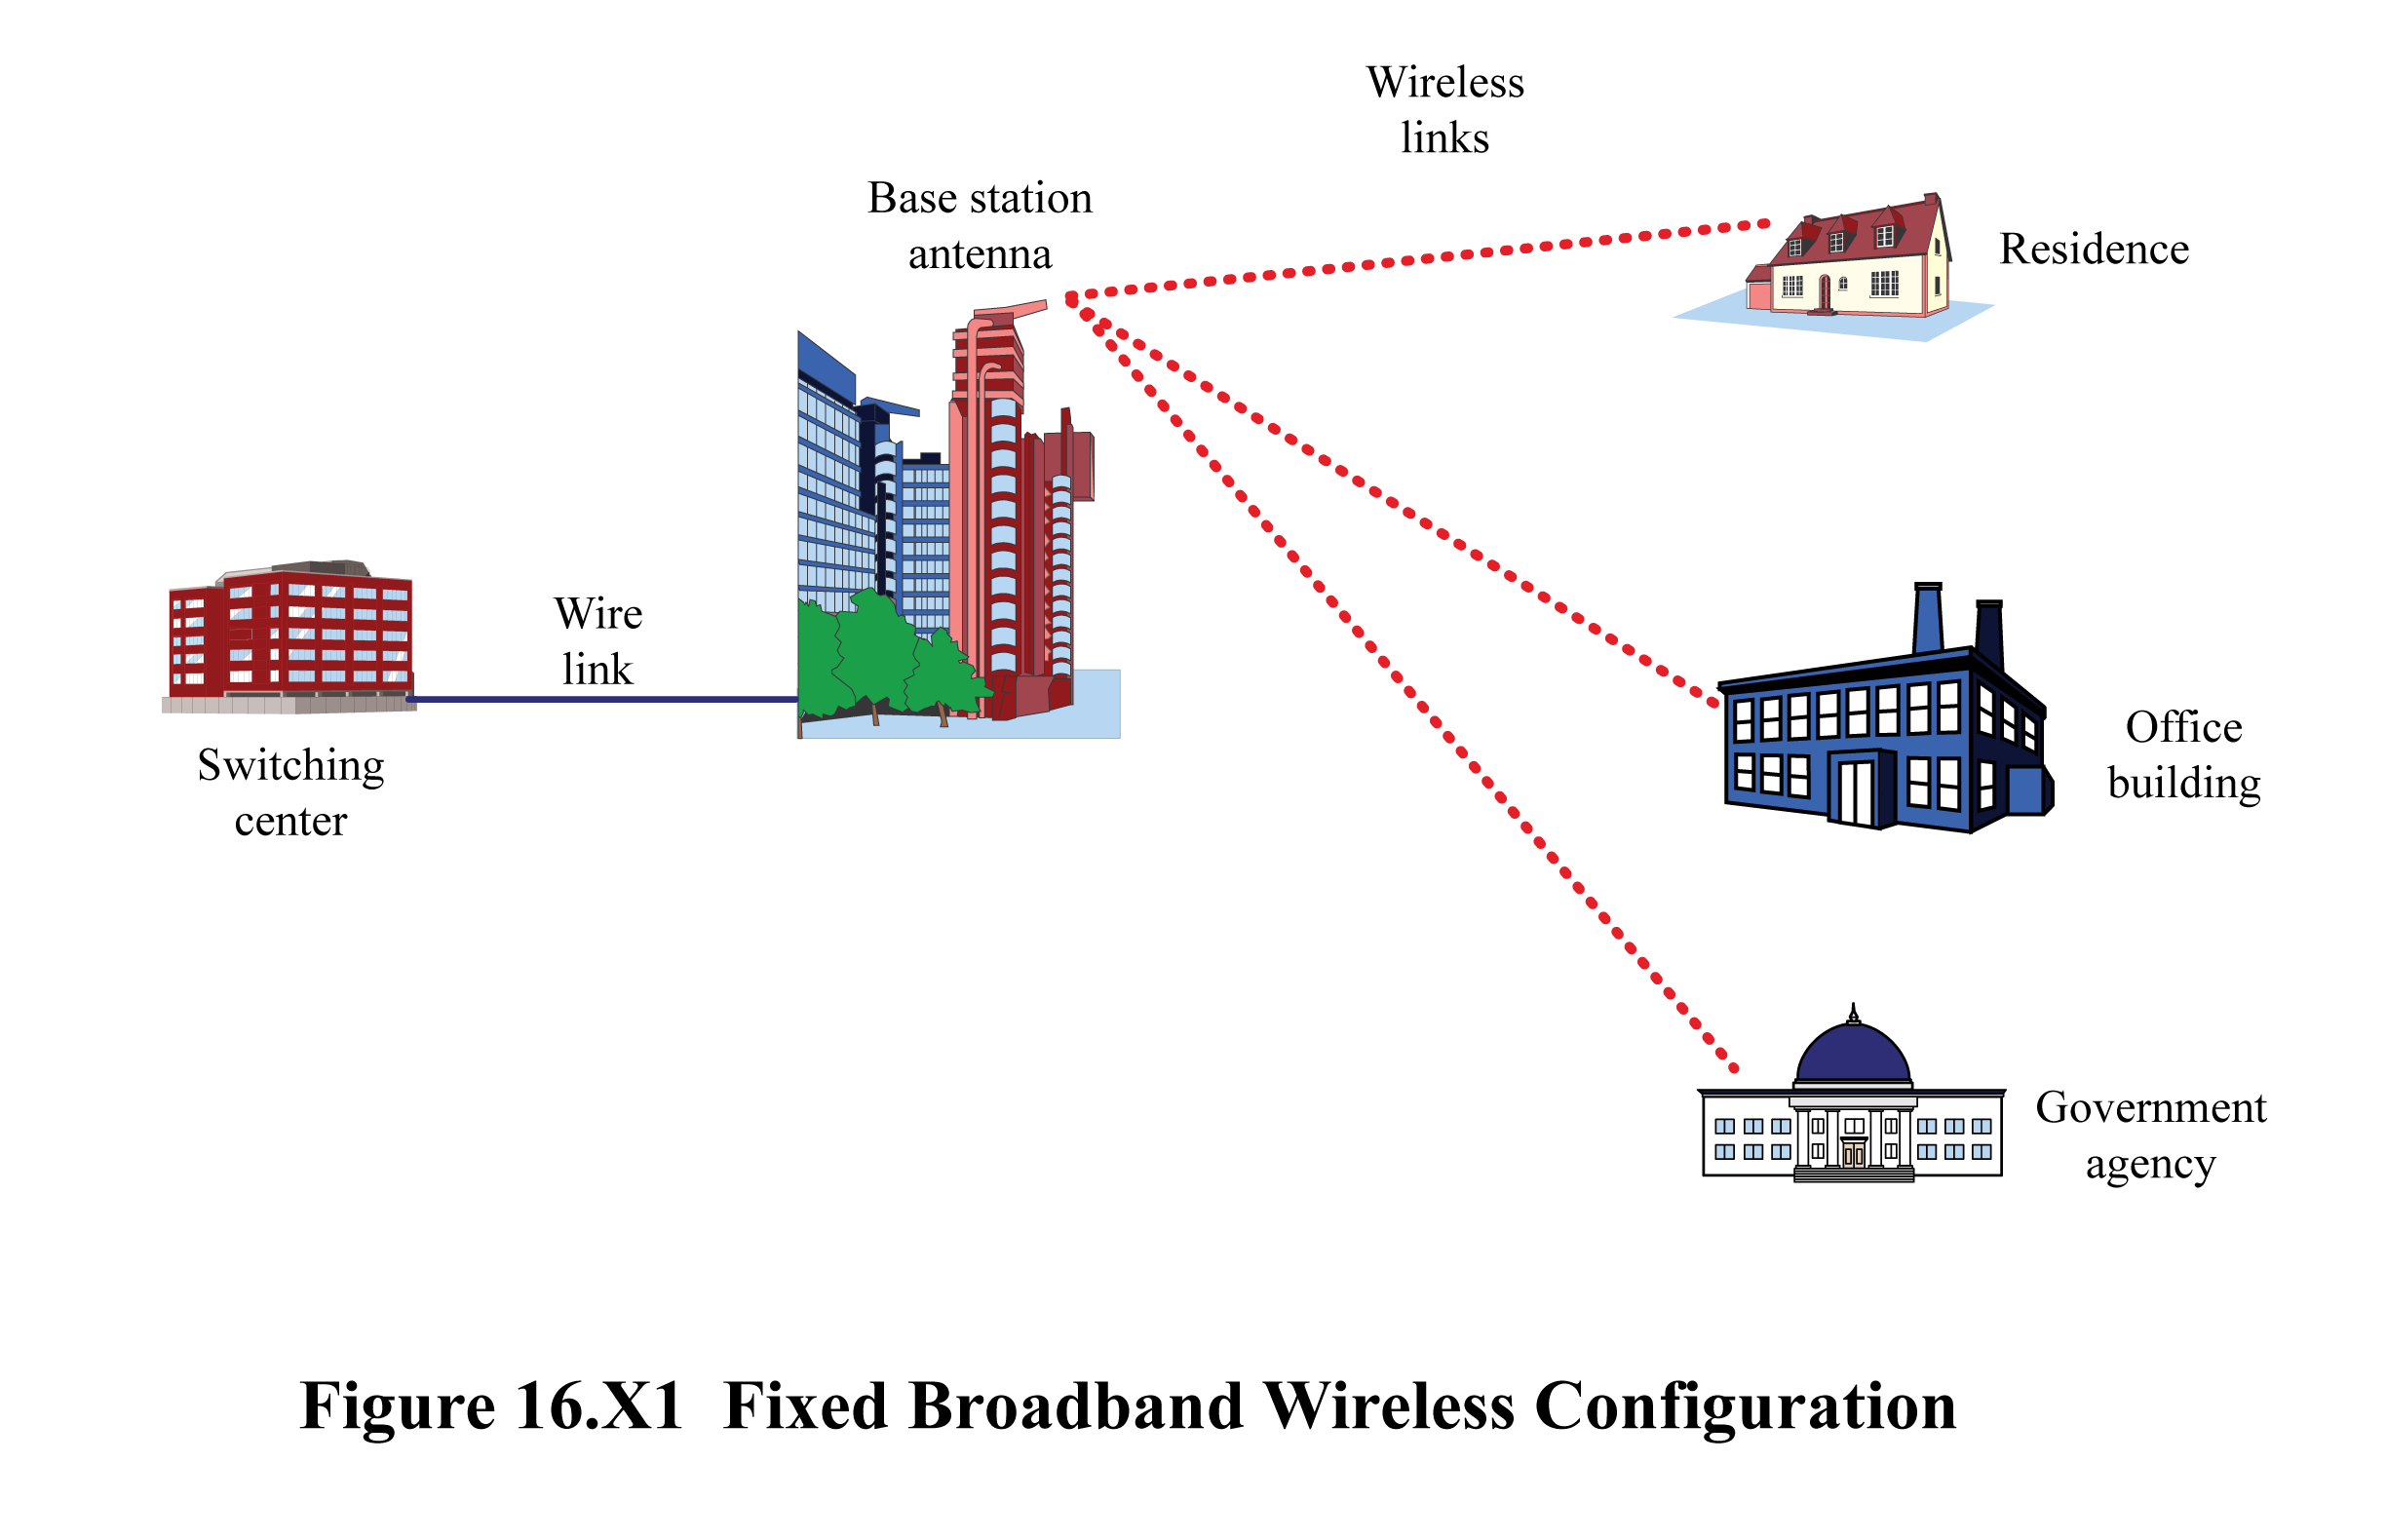 Wireless
links
Base station
antenna
Residence
Wire
link
Switching
center
Office
building
Government
agency
Figure 16.X1  Fixed Broadband Wireless Configuration